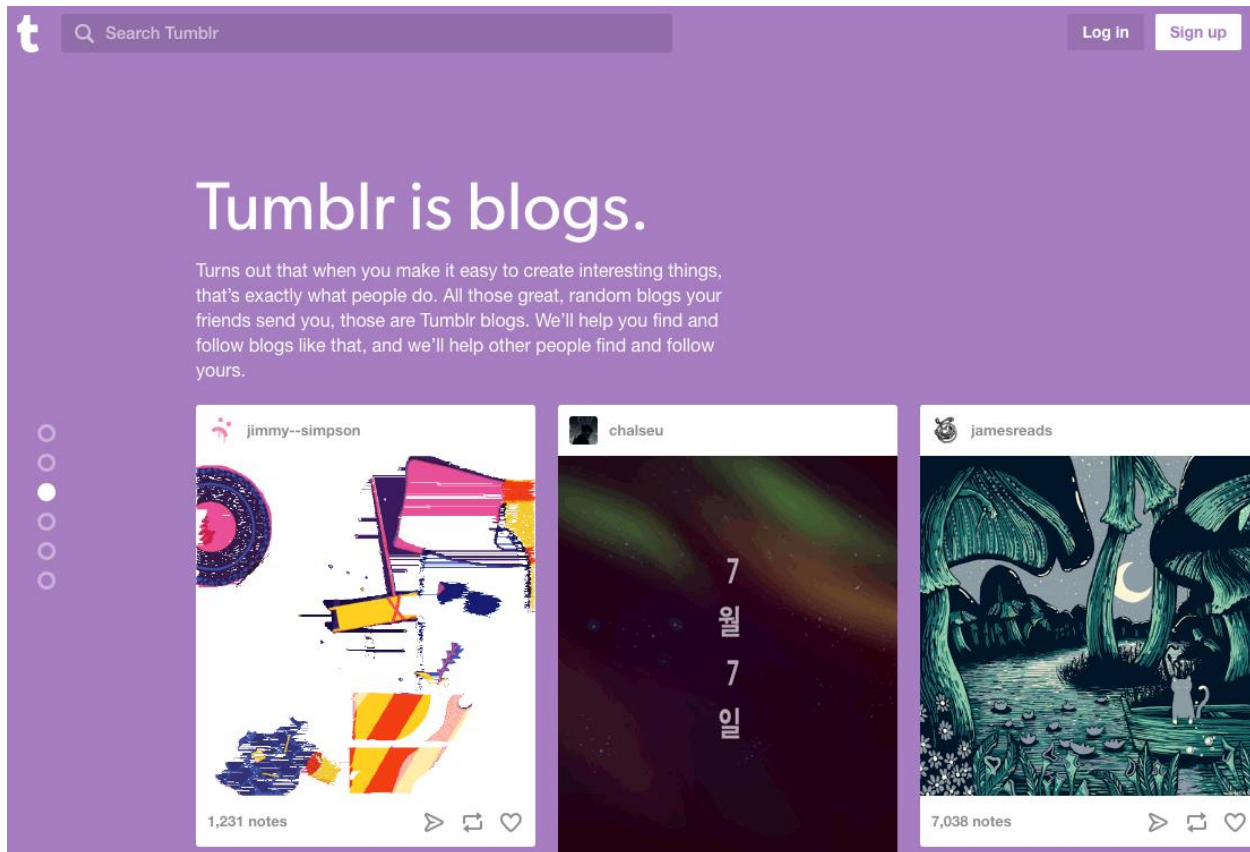 t
Search Tumblr
Log in
Sign up
Tumblr is blogs.
Turns out that when you make it easy to create interesting things,
that’s exactly what people do. All those great, random blogs your
friends send you, those are Tumblr blogs. We’ll help you find and
follow blogs like that, and we’ll help other people find and follow
yours.
jimmy--simpson
chalseu
jamesreads
7
월
7
일
1,231 notes
7,038 notes